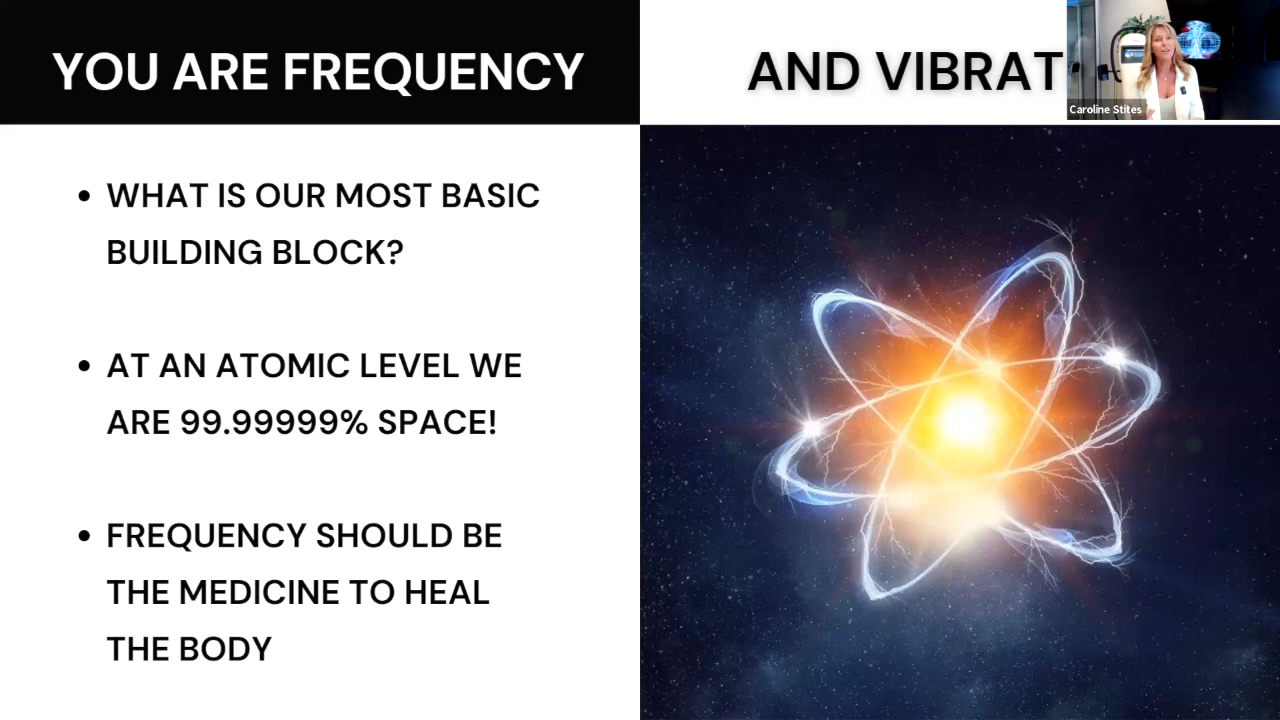 YOU ARE FREQUENCY
AND VIBRAT
Caroline Stites
• WHAT IS OUR MOST BASIC
BUILDING BLOCK?
• AT AN ATOMIC LEVEL WE
ARE 99.99999% SPACE!
• FREQUENCY SHOULD BE
THE MEDICINE TO HEAL
THE BODY